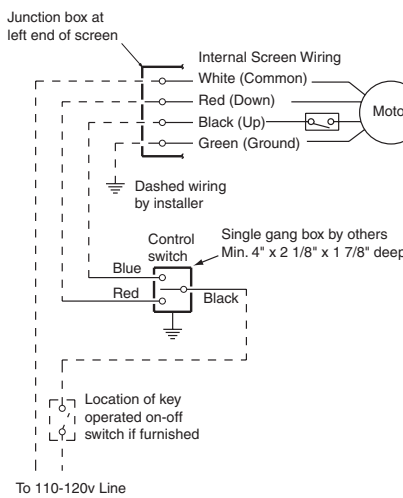 Junction box at
left end of screen
Internal Screen Wiring
White (Common)
Red (Down)
Black (Up)
Green (Ground)
Moto
Dashed wiring
by installer
Control
switch
Single gang box by others
Min. 4" x 2 1/8" x 1 7/8" deep
Blue
Red
Black
Location of key
operated on-off
switch if furnished
To 110-120v Line